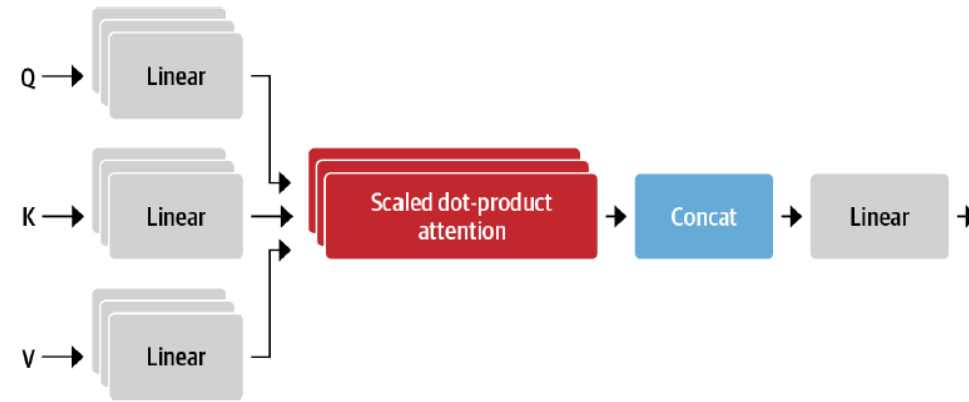 Q
Linear
K
Linear
V
Linear
Scaled dot-product
attention
Concat
Linear